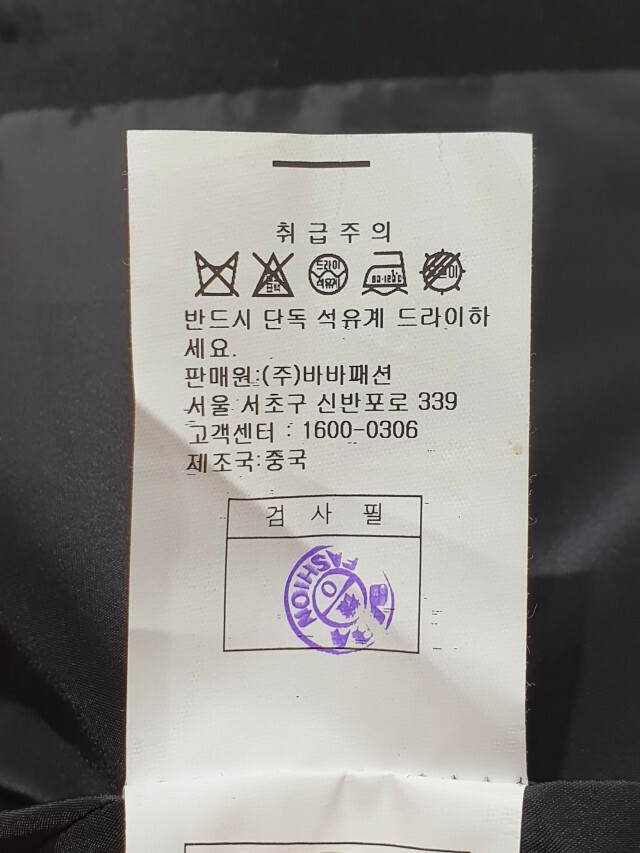 취급주의
드라이
석유계
80~120℃
반드시 단독 석유계 드라이하
세요.
판매원:(주)바바패션
서울 서초구 신반포로 339
고객센터 : 1600-0306
제조국:중국
검 사 필
FASHION